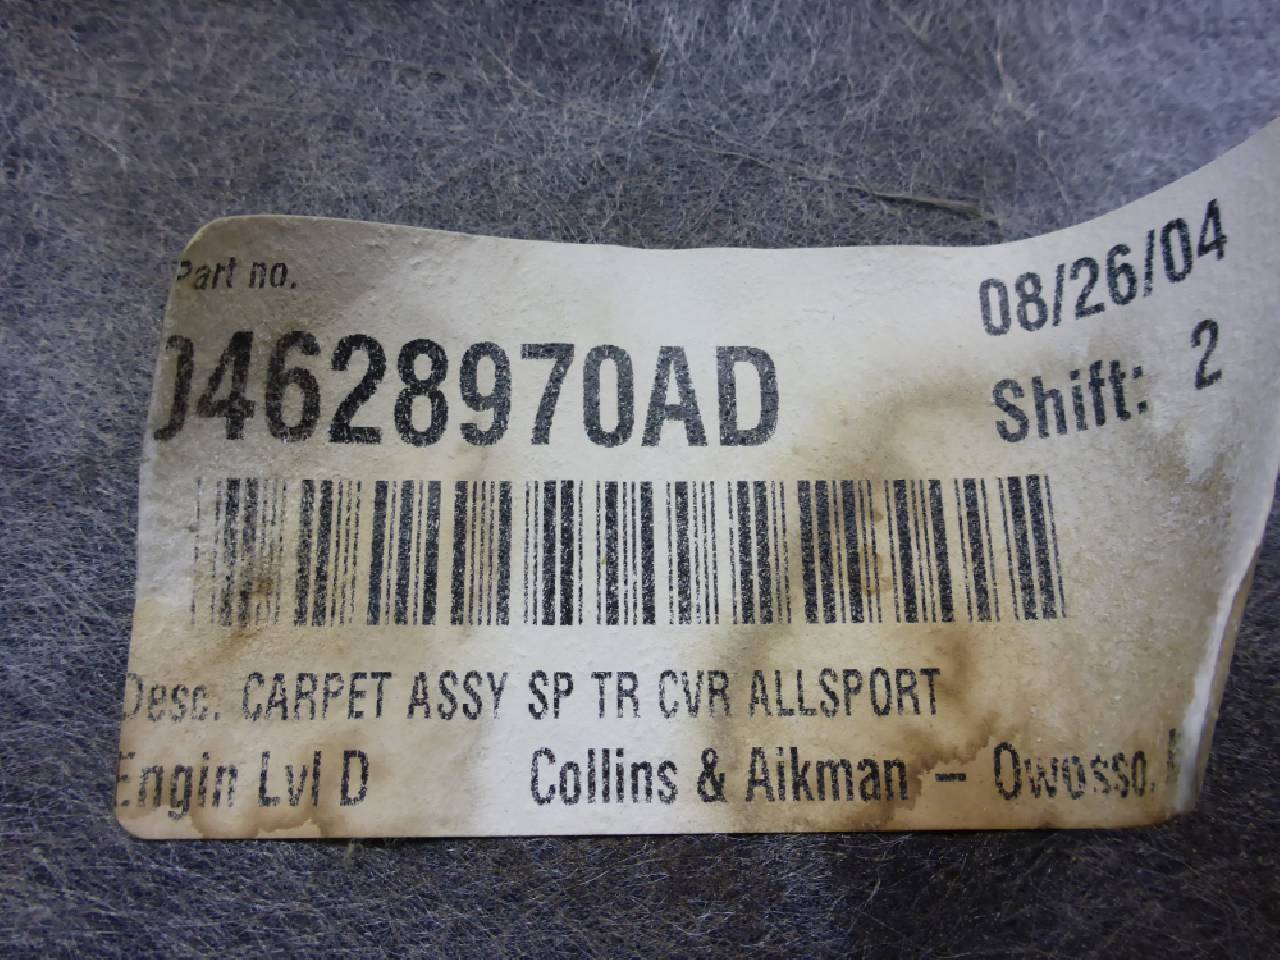 Part no.
08/26/04
04628970AD
Shift: 2
Desc. CARPET ASSY SP TR CVR ALLSPORT
Engin Lvl D Collins & Aikman – Owosso,